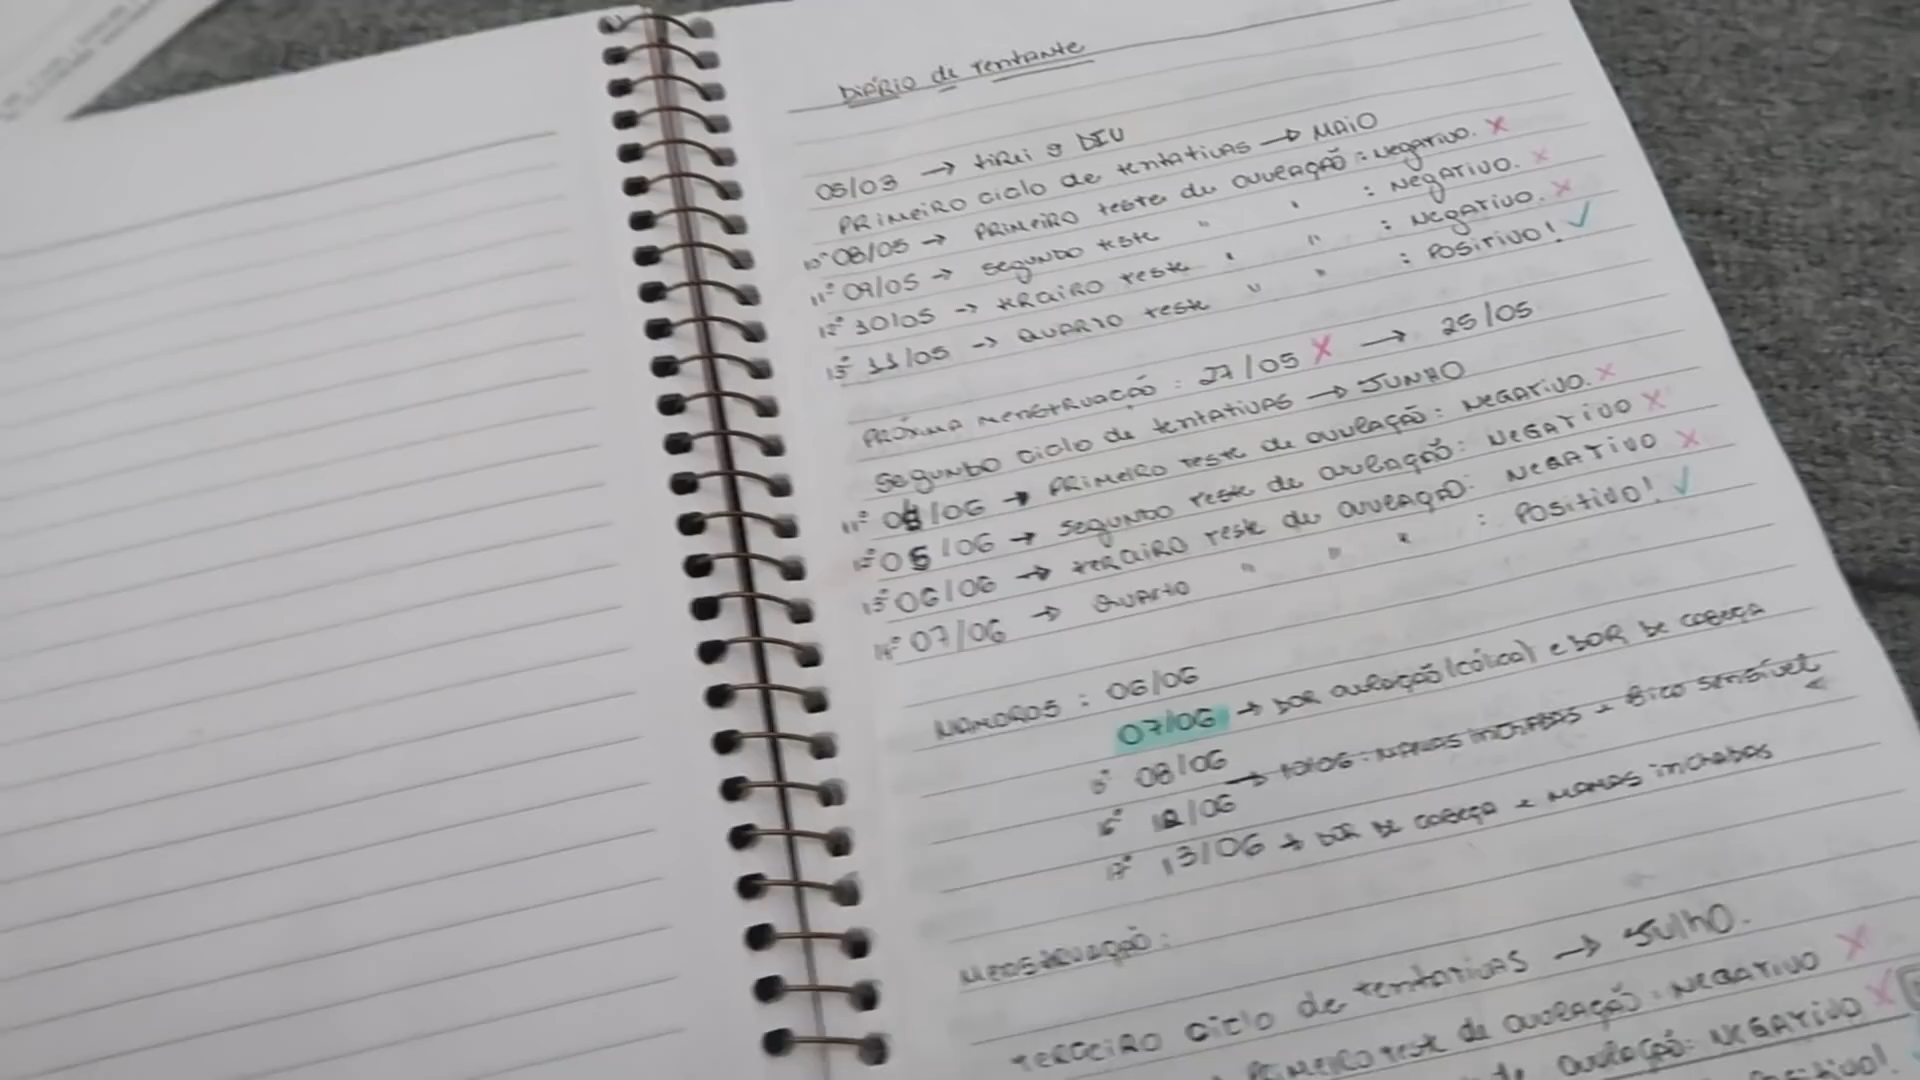 DIÁRIO de tentante
05/03 → tirei o DIU
PRIMEIRO ciclo de tentativas → MAIO
10° 08/05 → PRIMEIRO teste de ovulação: Negativo. X
11° 09/05 → segundo teste " " : Negativo. X
12° 10/05 → terceiro teste " " : Negativo. X
13° 11/05 → QUARTO teste " " : POSITIVO! ✓
PRÓXIMA MENSTRUAÇÃO: 27/05 X → 25/05
Segundo ciclo de tentativas → JUNHO
11° 04/06 → PRIMEIRO teste de ovulação: Negativo. X
12° 05/06 → segundo teste de ovulação: Negativo X
13° 06/06 → terceiro teste de ovulação: Negativo X
14° 07/06 → Quarto " " " : POSITIVO! ✓
NAMOROS: 06/06
07/06 → DOR ovulação (cólica) e DOR DE CABEÇA
08/06
16° 12/06 → 10/06: MAMAS inchadas + Bico sensível
17° 13/06 → DOR DE CABEÇA e MAMAS inchadas
Menstruação:
TERCEIRO ciclo de tentativas → Julho.
PRIMEIRO teste de ovulação: Negativo X
de ovulação: Negativo X
Positivo!